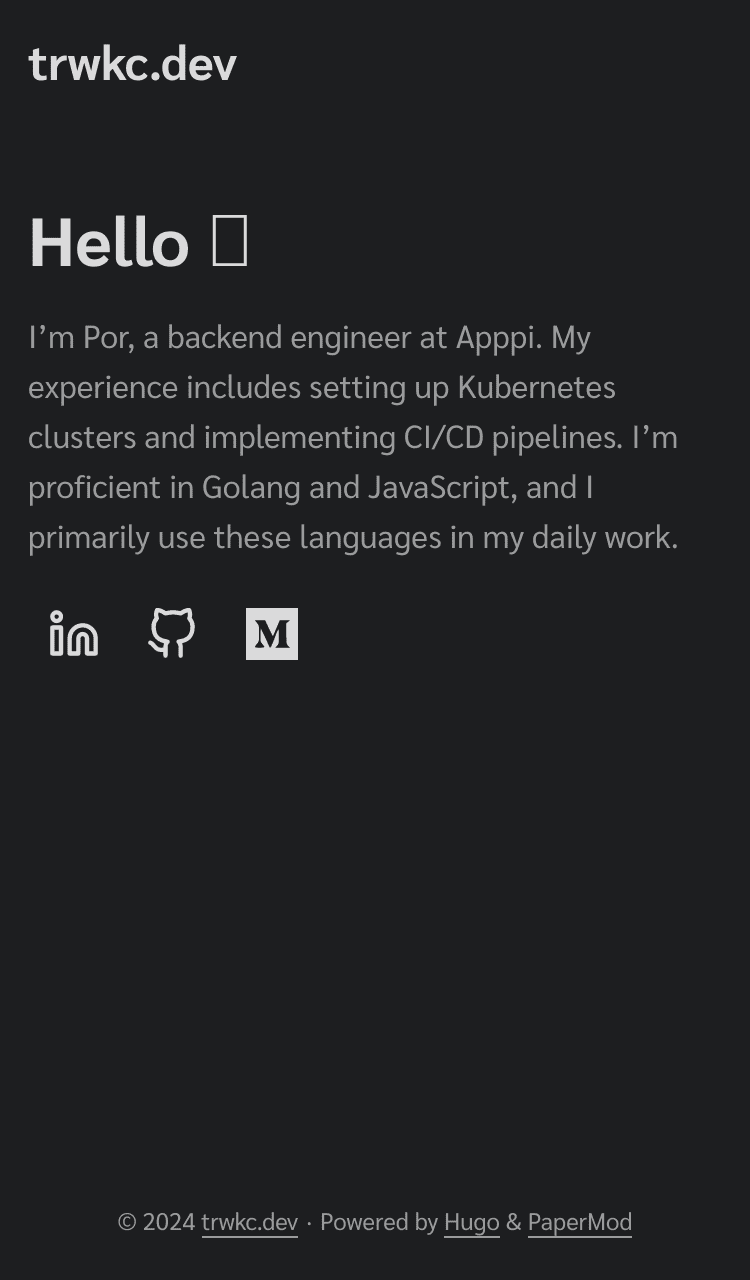 trwkc.dev
Hello
I’m Por, a backend engineer at Apppi. My
experience includes setting up Kubernetes
clusters and implementing CI/CD pipelines. I’m
proficient in Golang and JavaScript, and I
primarily use these languages in my daily work.
in
M
© 2024 trwkc.dev · Powered by Hugo & PaperMod